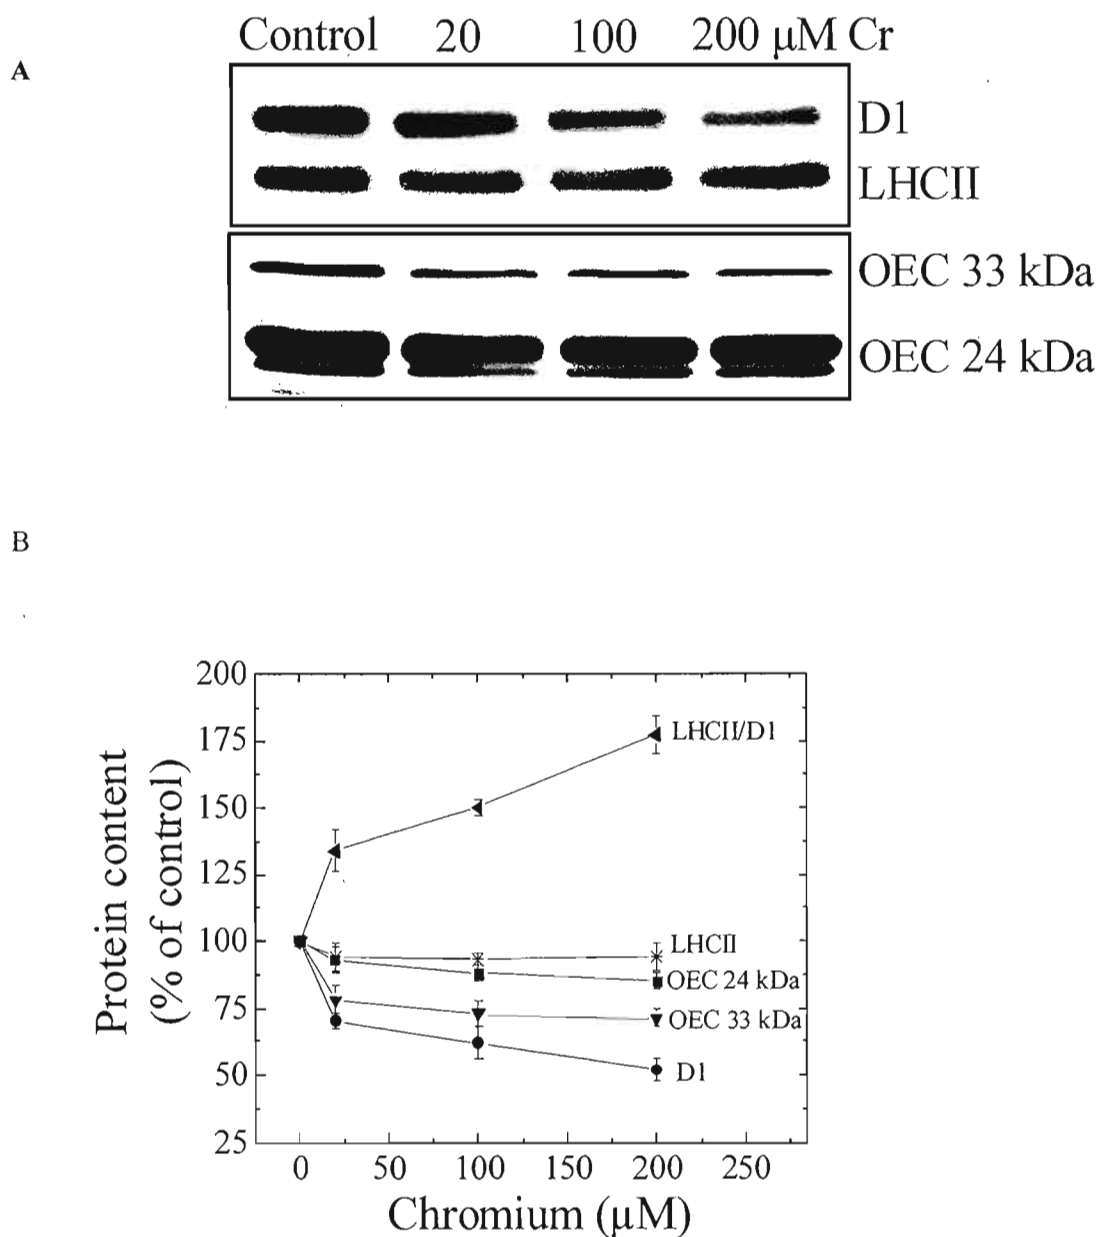 A
Control 20 100 200 µM Cr
D1
LHCII
OEC 33 kDa
OEC 24 kDa
B
Protein content
(% of control)
200
175
150
125
100
75
50
25
LHCII/D1
LHCII
OEC 24 kDa
OEC 33 kDa
D1
0 50 100 150 200 250
Chromium (µM)